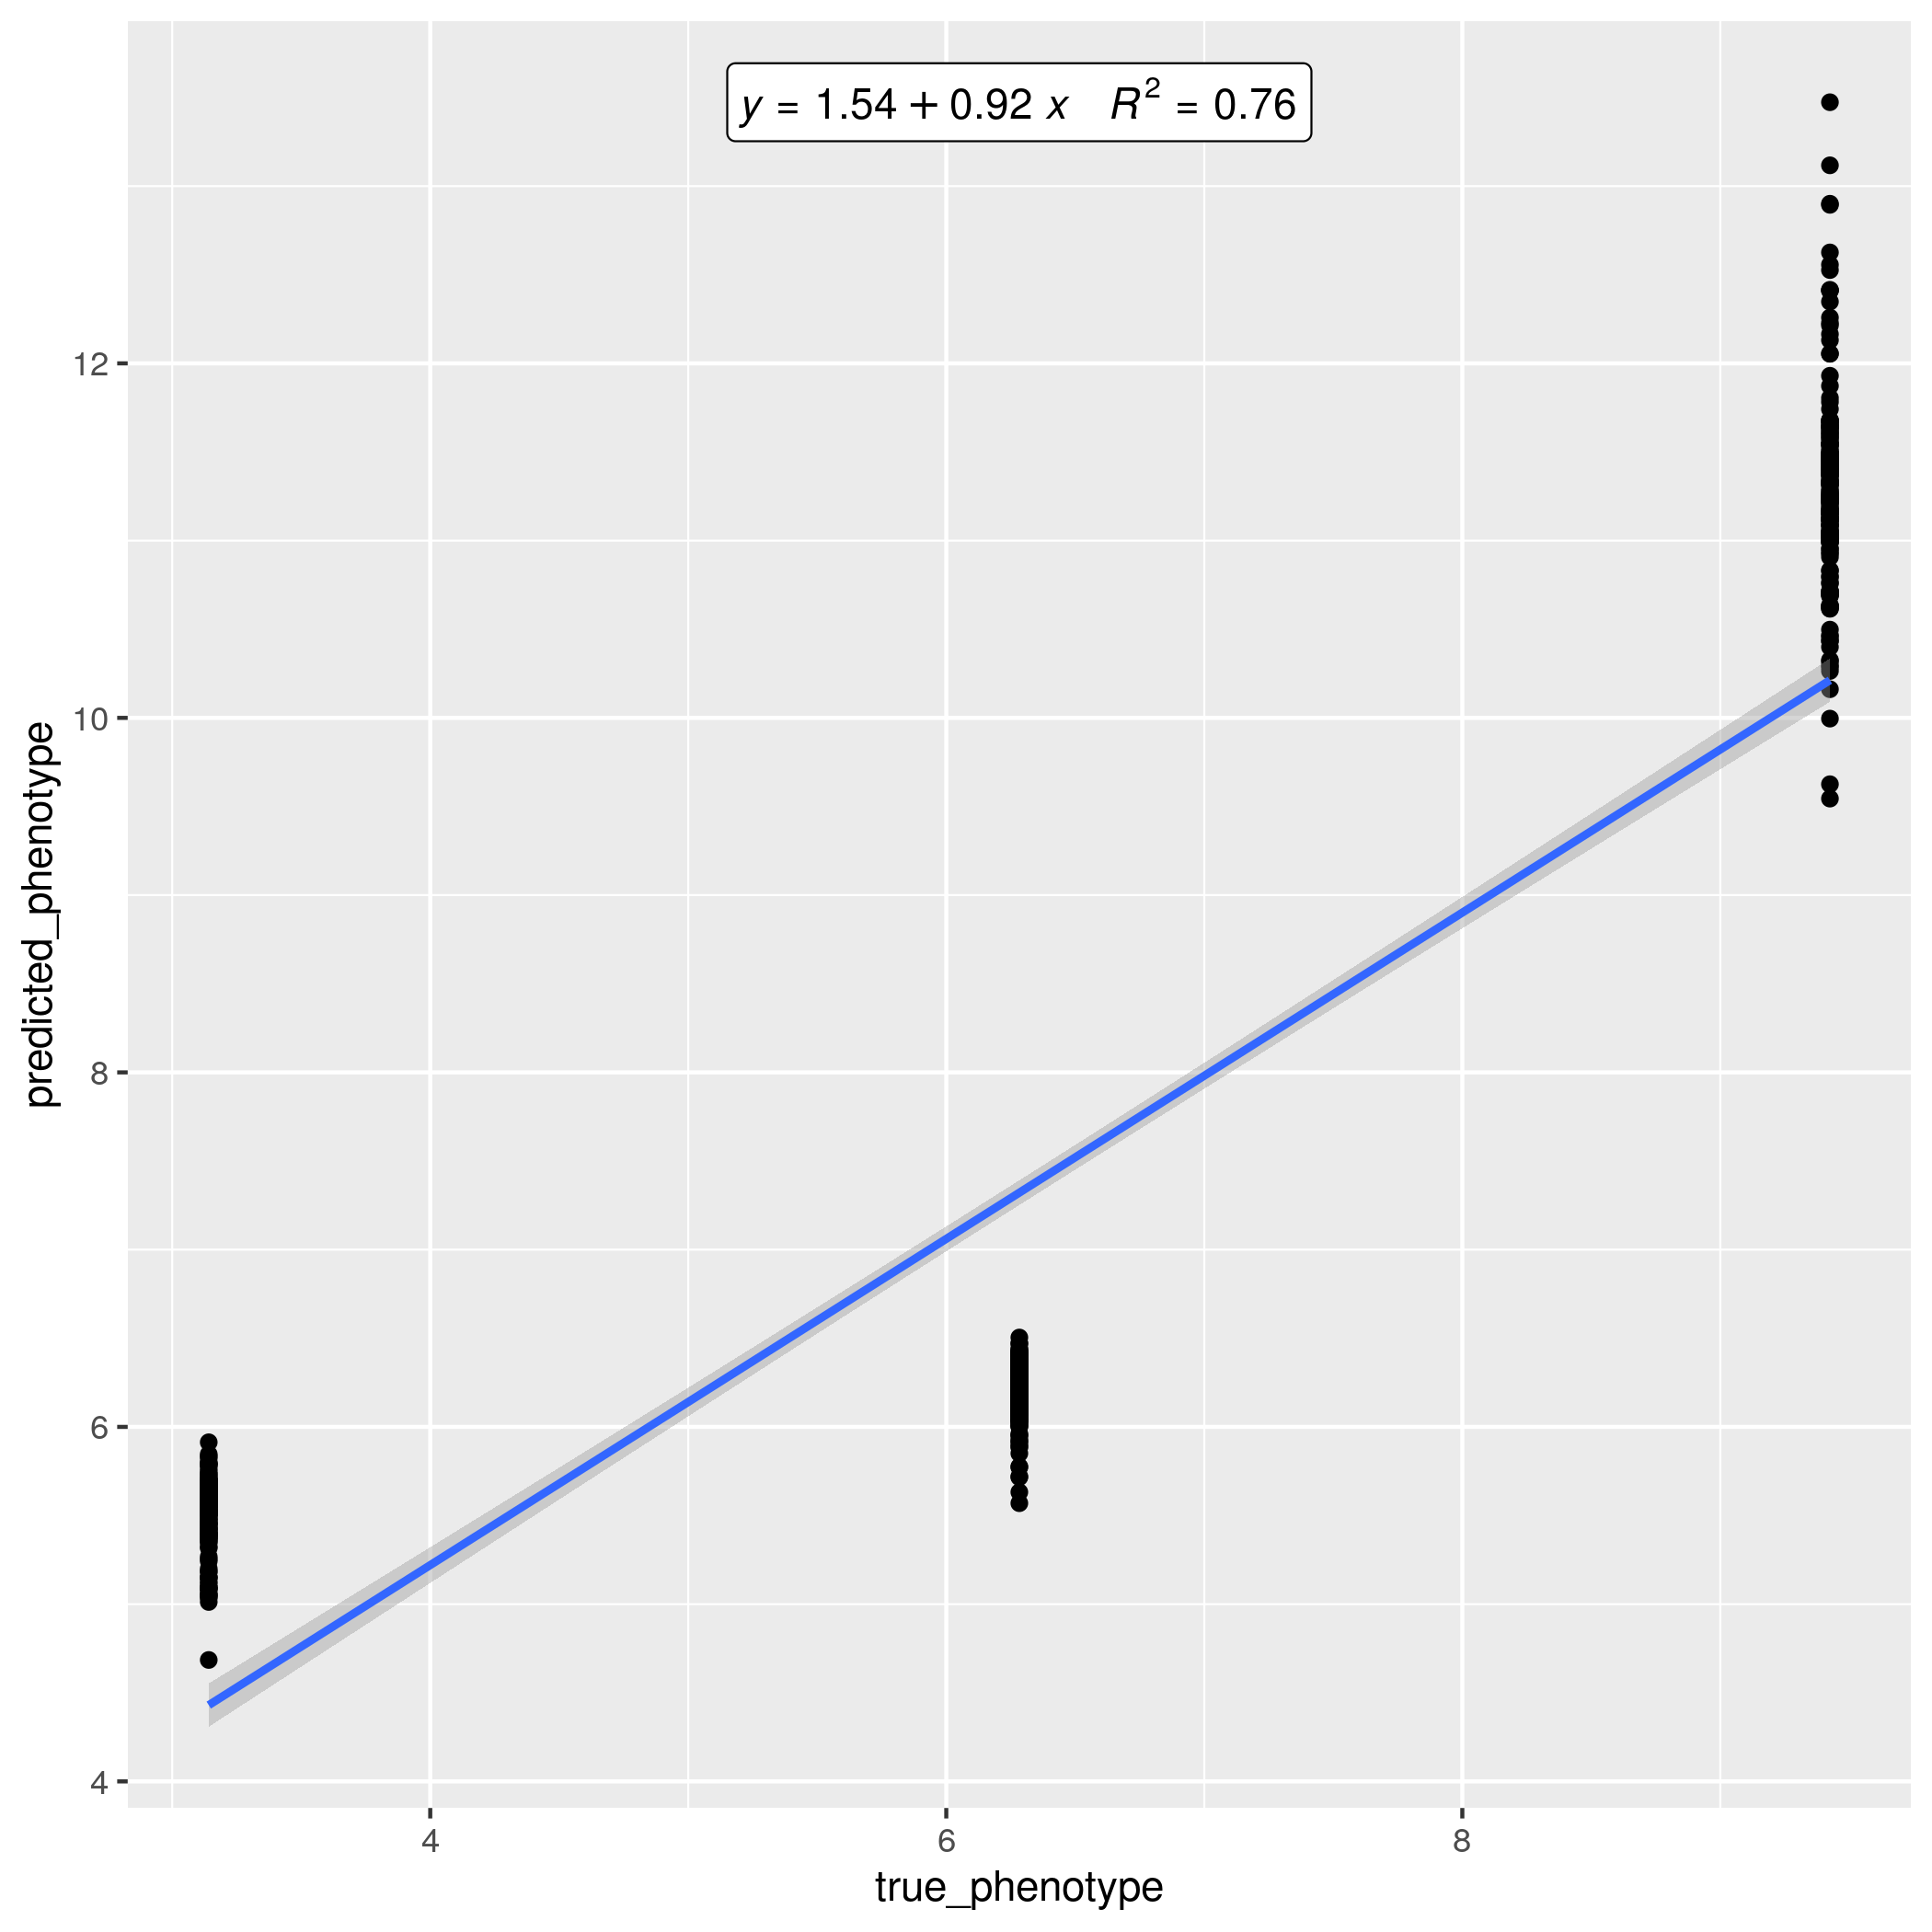 y = 1.54 + 0.92 x R² = 0.76
12
10
8
6
4
predicted_phenotype
4 6 8
true_phenotype